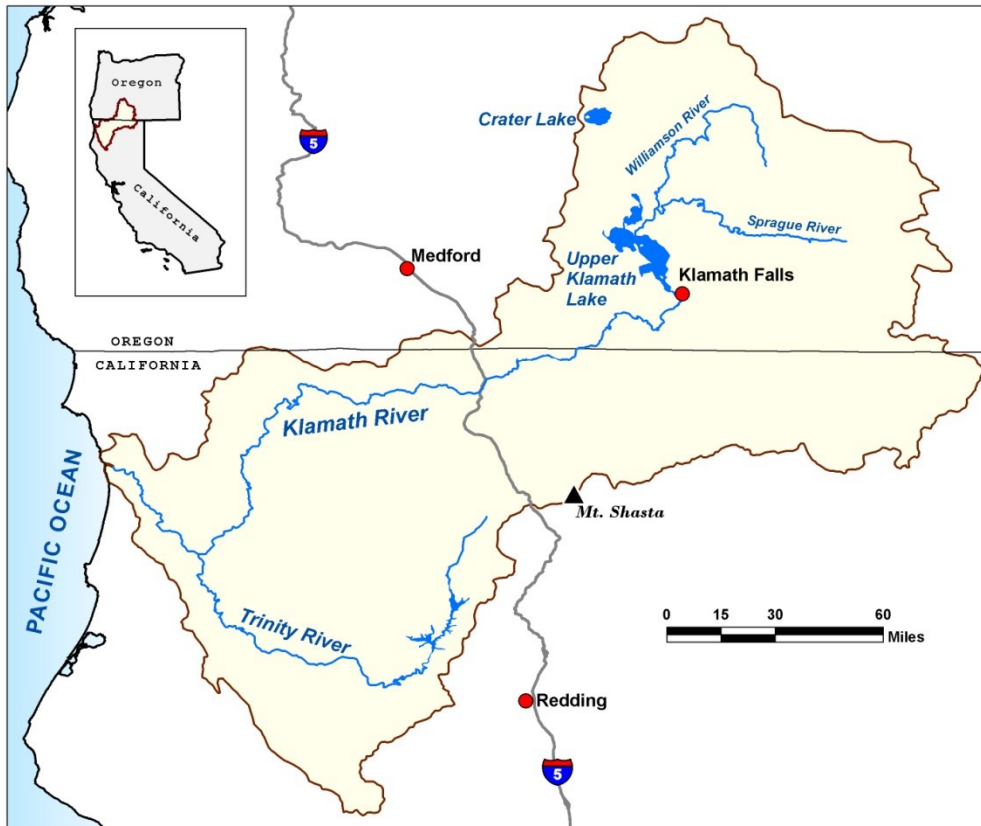 Oregon
California
5
Crater Lake
Williamson River
Sprague River
Medford
Upper
Klamath
Lake
Klamath Falls
OREGON
CALIFORNIA
Klamath River
PACIFIC OCEAN
Mt. Shasta
Trinity River
0 15 30 60
Miles
Redding
5